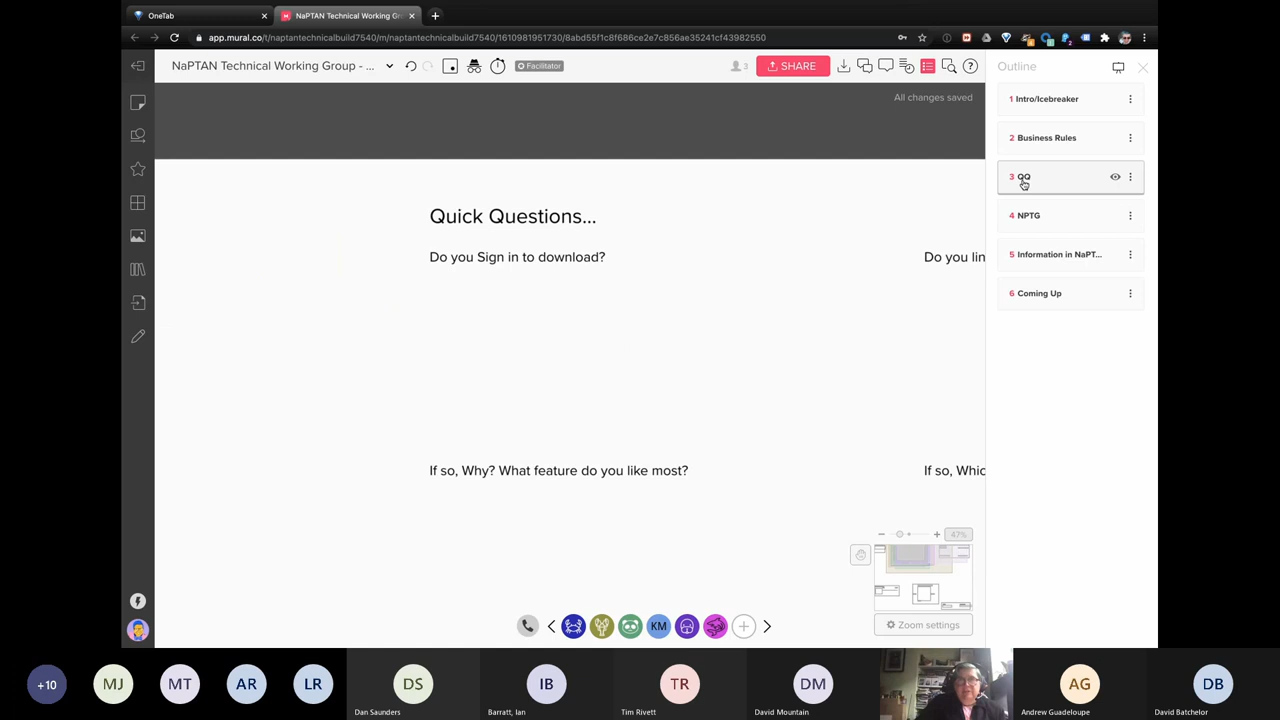 OneTab
NaPTAN Technical Working Gr
app.mural.co/t/naptantechnicalbuild7540/m/naptantechnicalbuild7540/1610981951730/8abd55f1c8f686ce2e7c856ae35241cf43982550
NaPTAN Technical Working Group - ...
Facilitator
3
SHARE
Outline
All changes saved
1 Intro/Icebreaker
2 Business Rules
3 QQ
4 NPTG
5 Information in NaPT...
6 Coming Up
Quick Questions...
Do you Sign in to download?
Do you lin
If so, Why? What feature do you like most?
If so, Whic
47%
Zoom settings
KM
+10
MJ
MT
AR
LR
DS
IB
TR
DM
AG
DB
Dan Saunders
Barratt, Ian
Tim Rivett
David Mountain
Andrew Guadeloupe
David Batchelor